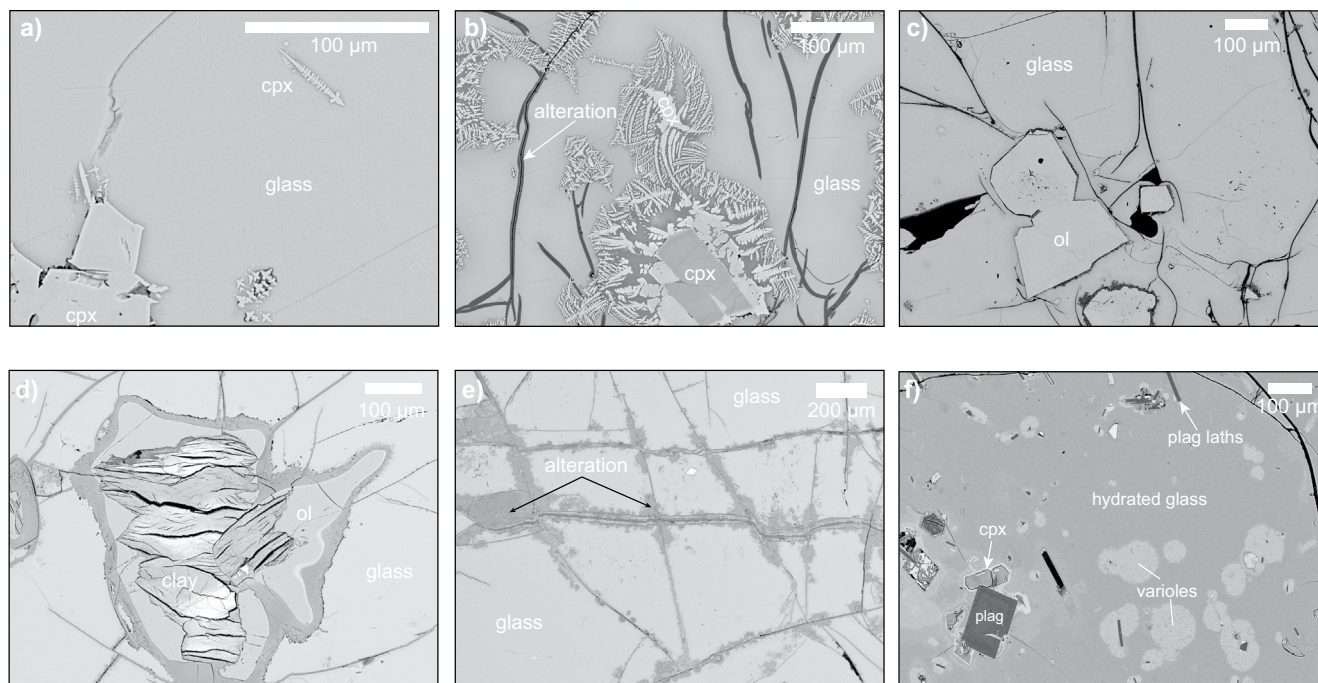 a)
100 µm
cpx
glass
cpx
b)
100 µm
alteration
cpx
glass
cpx
c)
100 µm
glass
ol
d)
100 µm
ol
clay
glass
e)
200 µm
glass
alteration
glass
f)
100 µm
plag laths
hydrated glass
cpx
varioles
plag